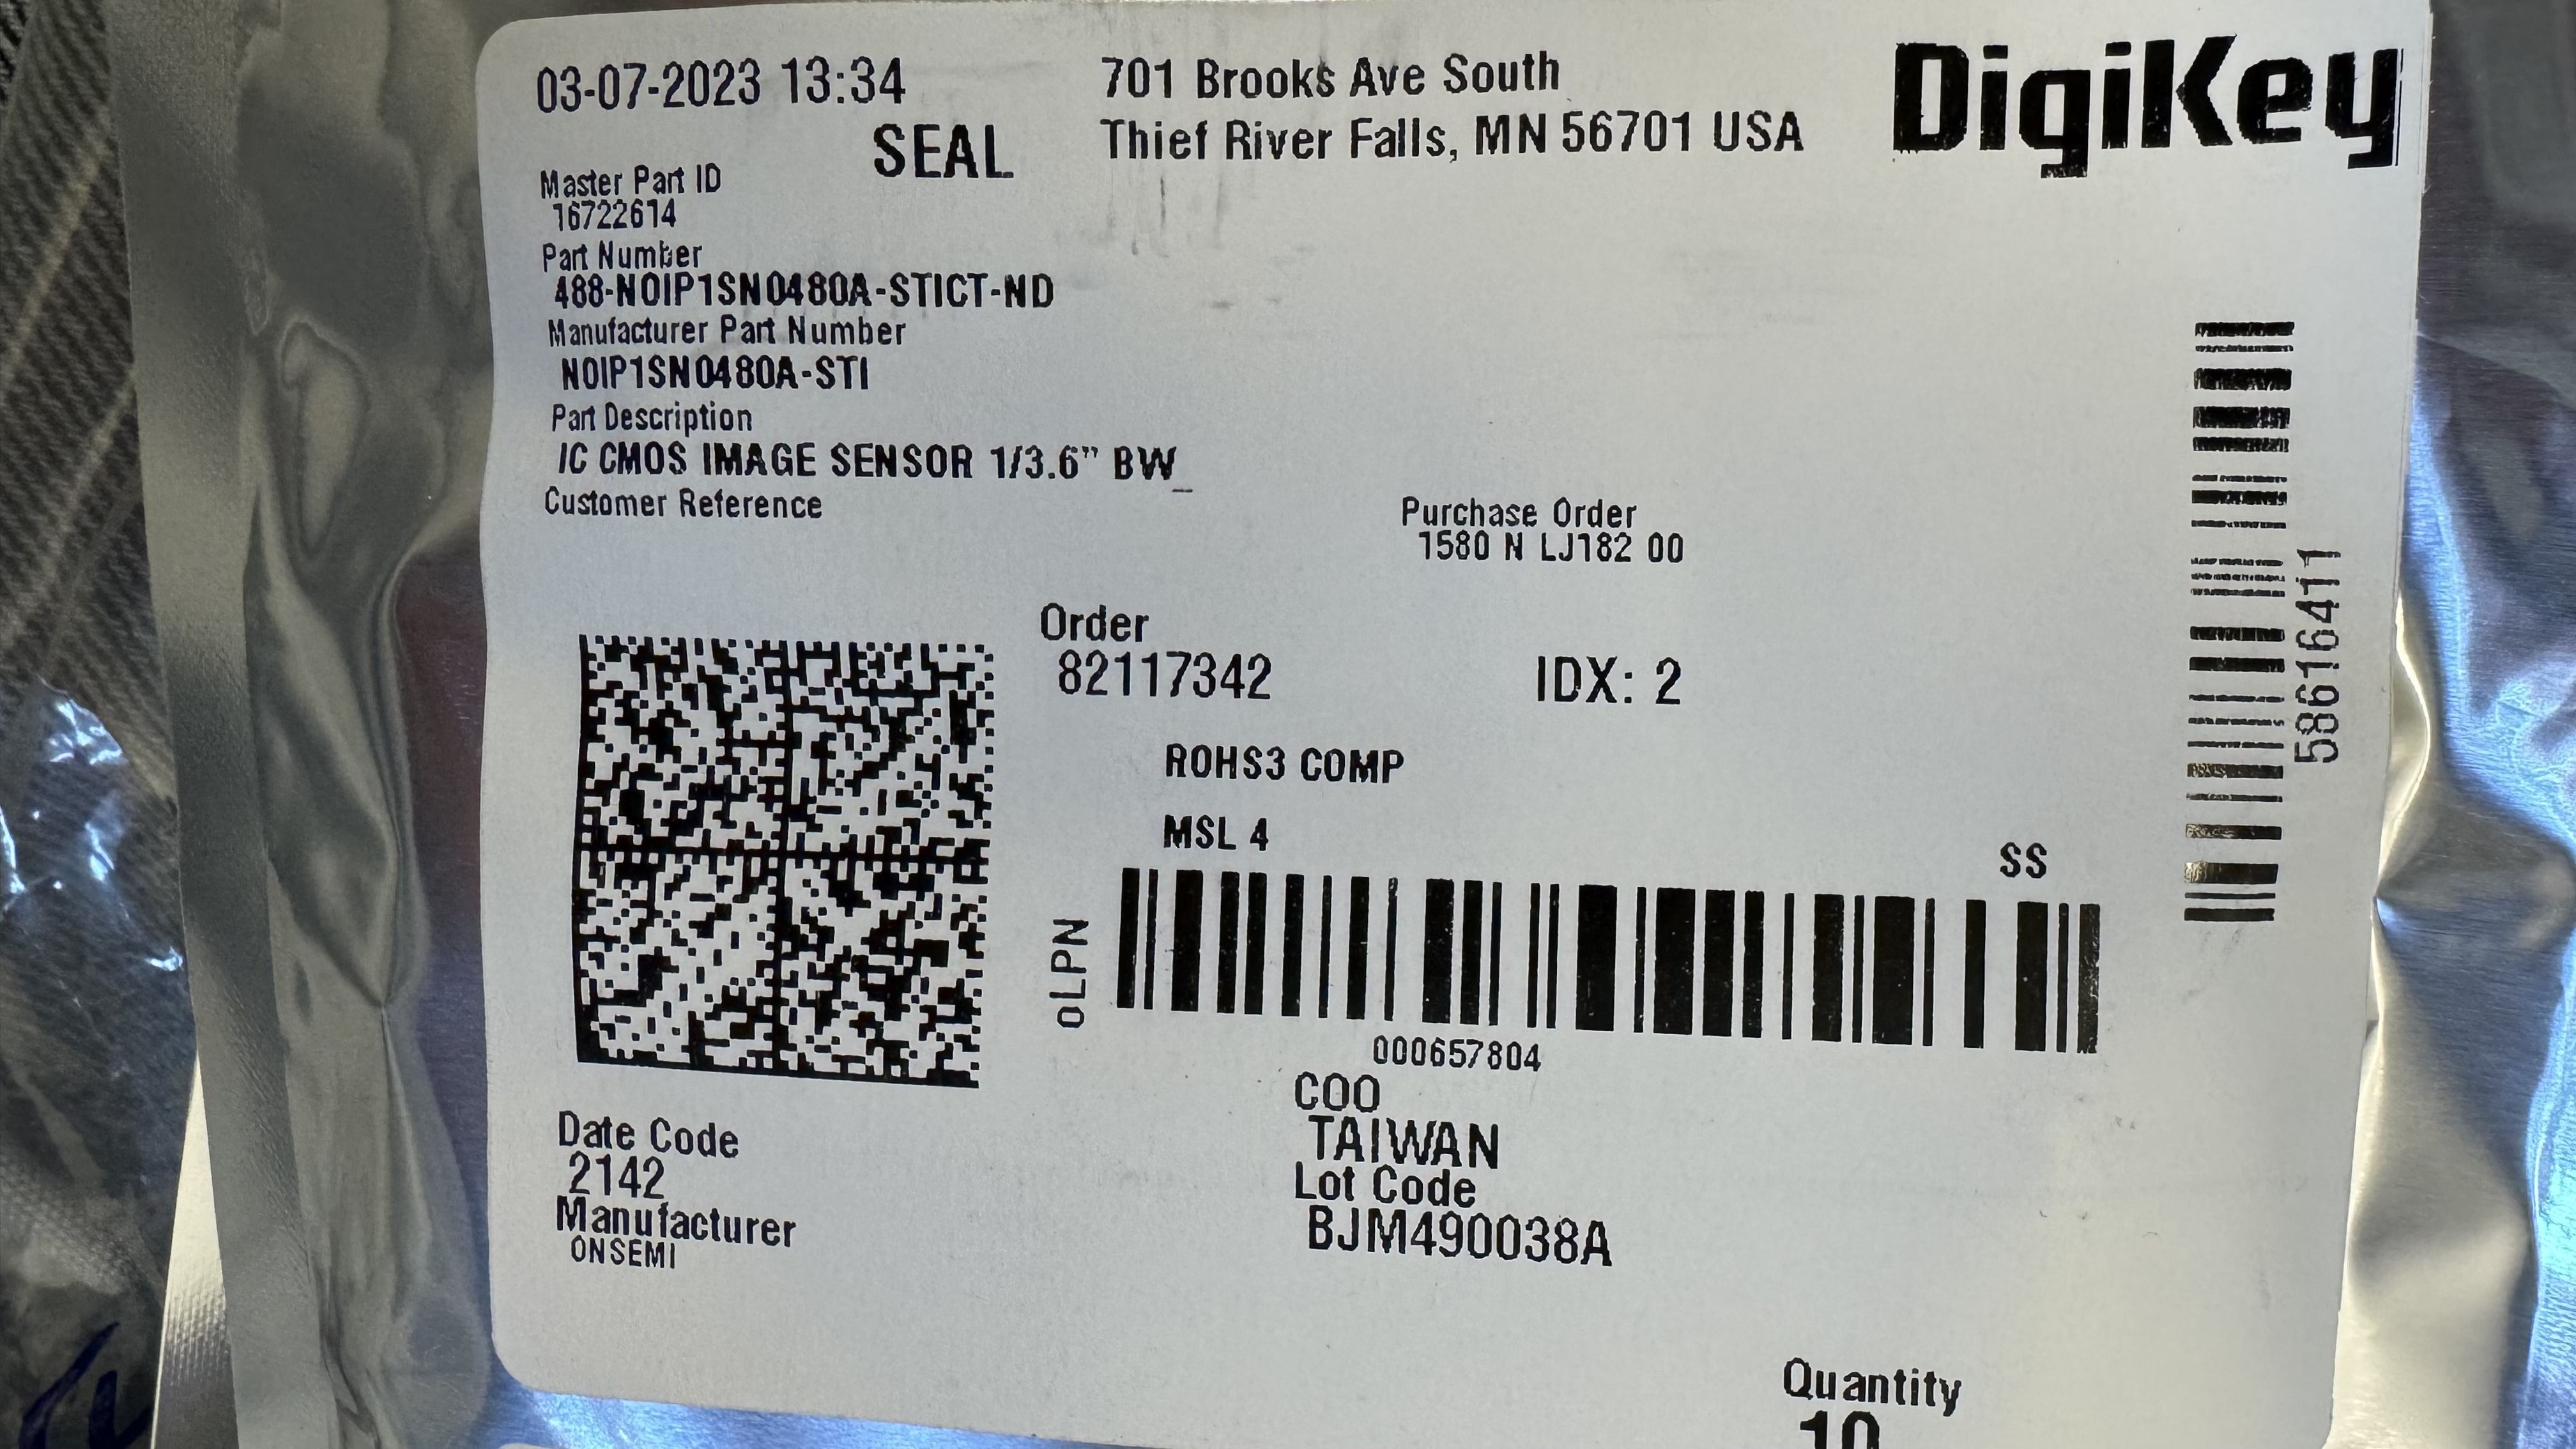 03-07-2023 13:34
SEAL
701 Brooks Ave South
Thief River Falls, MN 56701 USA
DigiKey
Master Part ID
16722614
Part Number
488-NOIP1SN0480A-STICT-ND
Manufacturer Part Number
NOIP1SN0480A-STI
Part Description
IC CMOS IMAGE SENSOR 1/3.6” BW_
Customer Reference
Purchase Order
1580 N LJ182 00
Order
82117342
IDX: 2
ROHS3 COMP
MSL 4
SS
oLPN
000657804
58616411
COO
TAIWAN
Lot Code
BJM490038A
Date Code
2142
Manufacturer
ONSEMI
Quantity
10